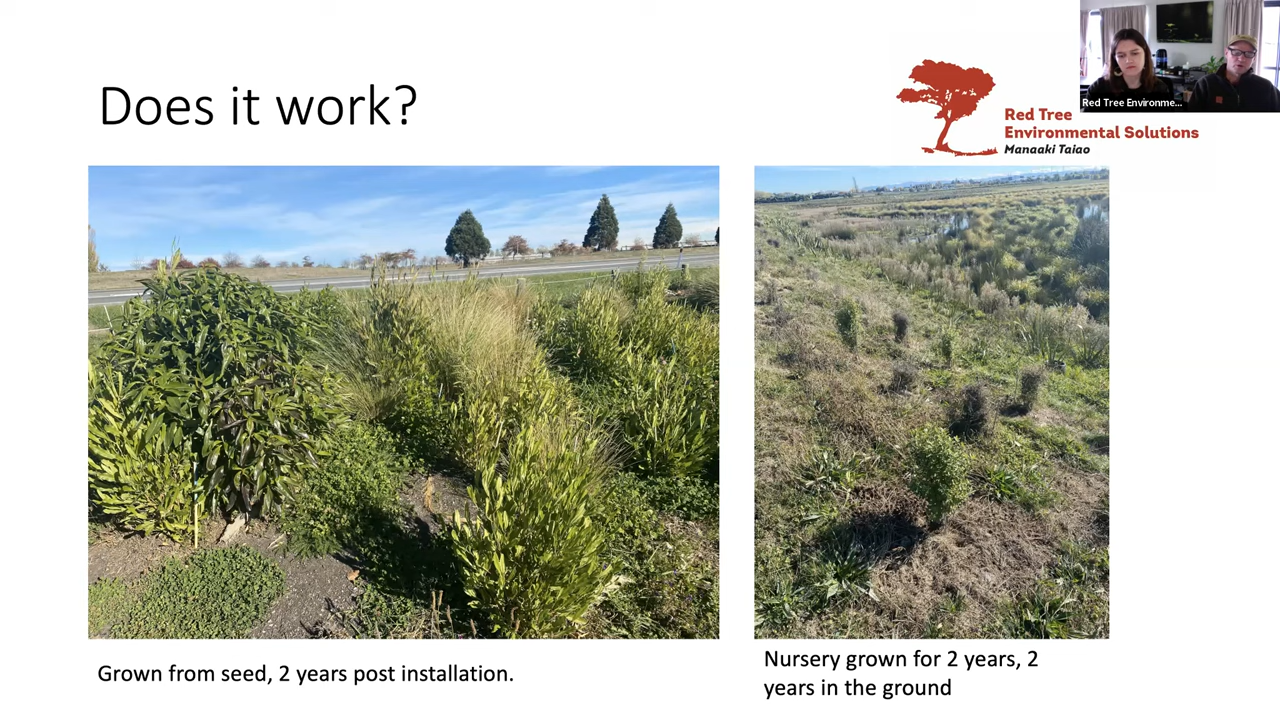 Does it work?
Red Tree
Environmental Solutions
Manaaki Taiao
Red Tree Environme...
Grown from seed, 2 years post installation.
Nursery grown for 2 years, 2
years in the ground